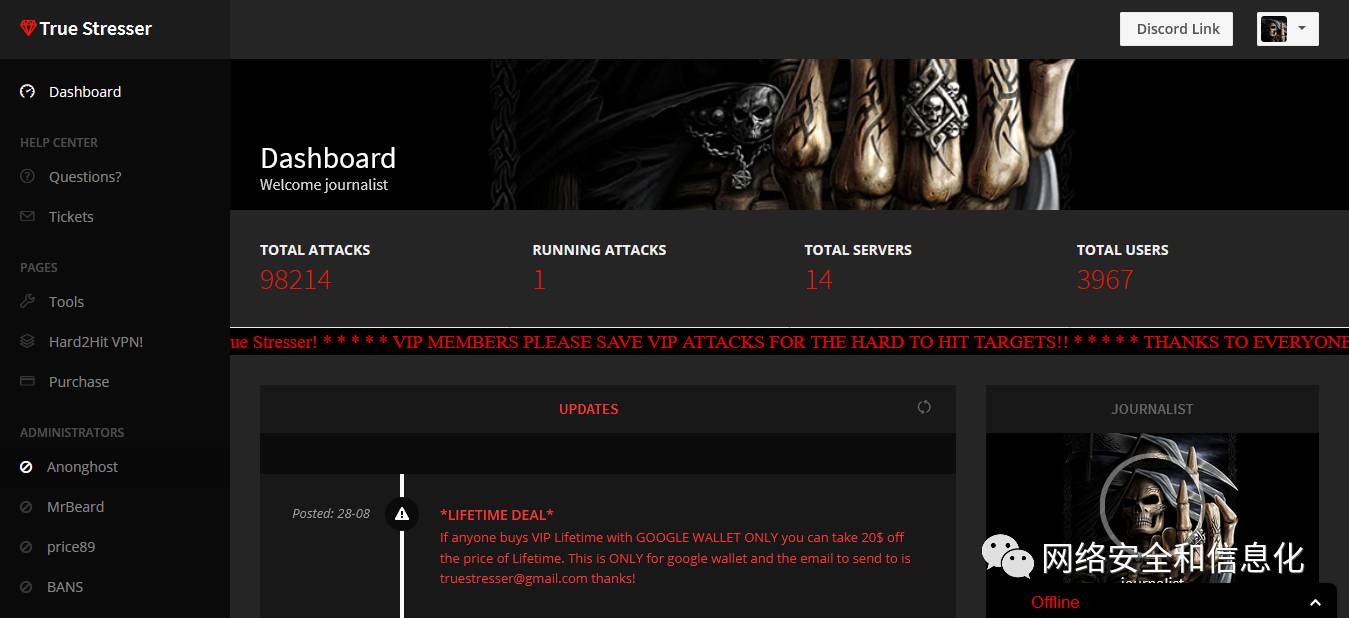 True Stresser
Discord Link
Dashboard
HELP CENTER
Questions?
Tickets
PAGES
Tools
Hard2Hit VPN!
Purchase
ADMINISTRATORS
Anonghost
MrBeard
price89
BANS
Dashboard
Welcome journalist
TOTAL ATTACKS
98214
RUNNING ATTACKS
1
TOTAL SERVERS
14
TOTAL USERS
3967
rue Stresser! * * * * * VIP MEMBERS PLEASE SAVE VIP ATTACKS FOR THE HARD TO HIT TARGETS!! * * * * * THANKS TO EVERYONE
UPDATES
Posted: 28-08
*LIFETIME DEAL*
If anyone buys VIP Lifetime with GOOGLE WALLET ONLY you can take 20$ off
the price of Lifetime. This is ONLY for google wallet and the email to send to is
truestresser@gmail.com thanks!
JOURNALIST
网络安全和信息化
journalist
Offline